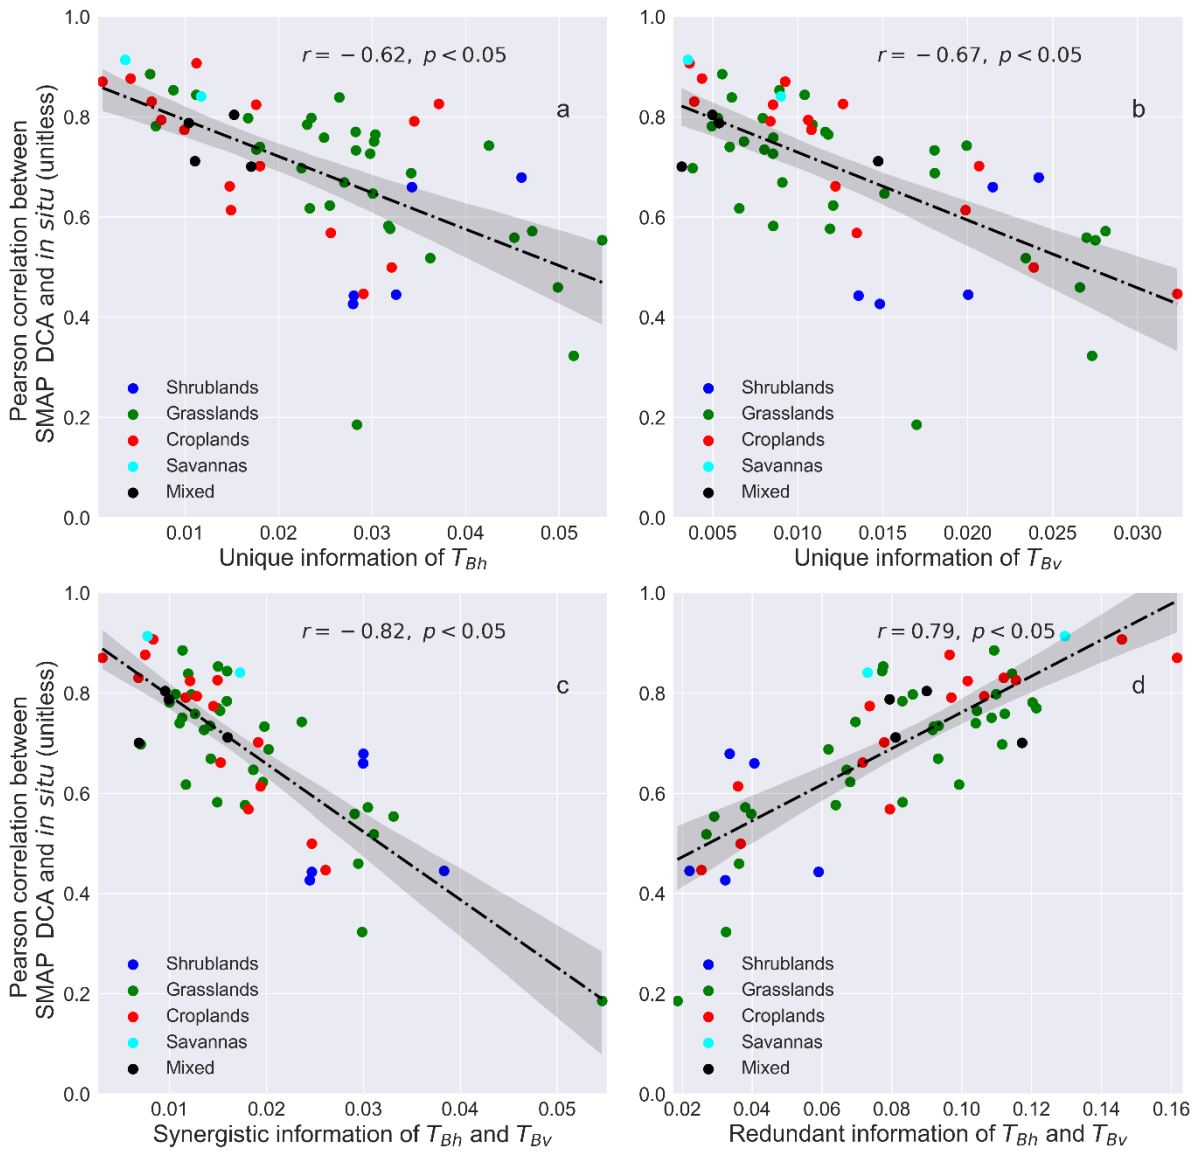 Pearson correlation between
SMAP DCA and in situ (unitless)
1.0
0.8
0.6
0.4
0.2
0.0
r = −0.62, p < 0.05
a
Shrublands
Grasslands
Croplands
Savannas
Mixed
0.01 0.02 0.03 0.04 0.05
Unique information of T_Bh
1.0
0.8
0.6
0.4
0.2
0.0
r = −0.67, p < 0.05
b
Shrublands
Grasslands
Croplands
Savannas
Mixed
0.005 0.010 0.015 0.020 0.025 0.030
Unique information of T_Bv
Pearson correlation between
SMAP DCA and in situ (unitless)
1.0
0.8
0.6
0.4
0.2
0.0
r = −0.82, p < 0.05
c
Shrublands
Grasslands
Croplands
Savannas
Mixed
0.01 0.02 0.03 0.04 0.05
Synergistic information of T_Bh and T_Bv
1.0
0.8
0.6
0.4
0.2
0.0
r = 0.79, p < 0.05
d
Shrublands
Grasslands
Croplands
Savannas
Mixed
0.02 0.04 0.06 0.08 0.10 0.12 0.14 0.16
Redundant information of T_Bh and T_Bv